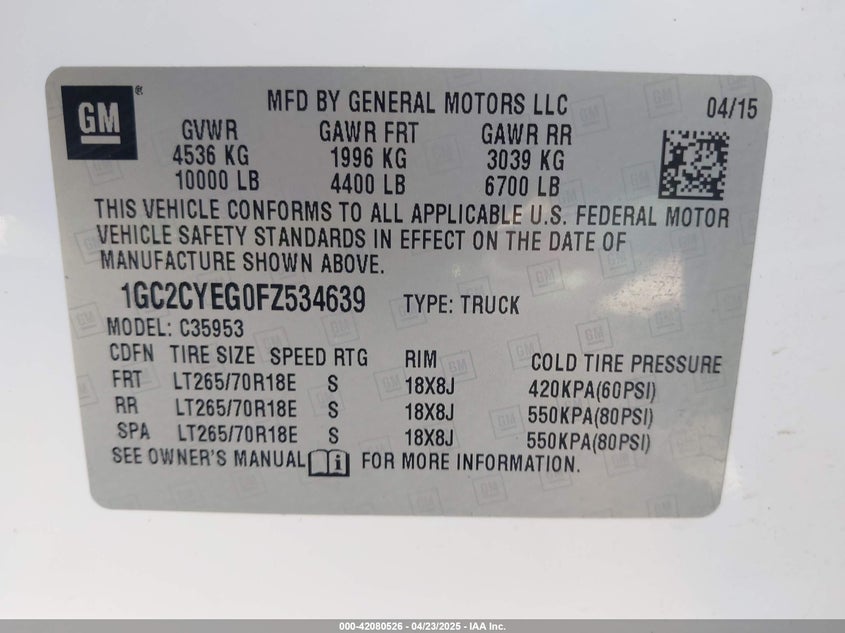 GM® MFD BY GENERAL MOTORS LLC 04/15
GVWR GAWR FRT GAWR RR
4536 KG 1996 KG 3039 KG
10000 LB 4400 LB 6700 LB
THIS VEHICLE CONFORMS TO ALL APPLICABLE U.S. FEDERAL MOTOR
VEHICLE SAFETY STANDARDS IN EFFECT ON THE DATE OF
MANUFACTURE SHOWN ABOVE.
1GC2CYEG0FZ534639 TYPE: TRUCK
MODEL: C35953
CDFN TIRE SIZE SPEED RTG RIM COLD TIRE PRESSURE
FRT LT265/70R18E S 18X8J 420KPA(60PSI)
RR LT265/70R18E S 18X8J 550KPA(80PSI)
SPA LT265/70R18E S 18X8J 550KPA(80PSI)
SEE OWNER'S MANUAL i FOR MORE INFORMATION.
000-42080526 - 04/23/2025 - IAA Inc.